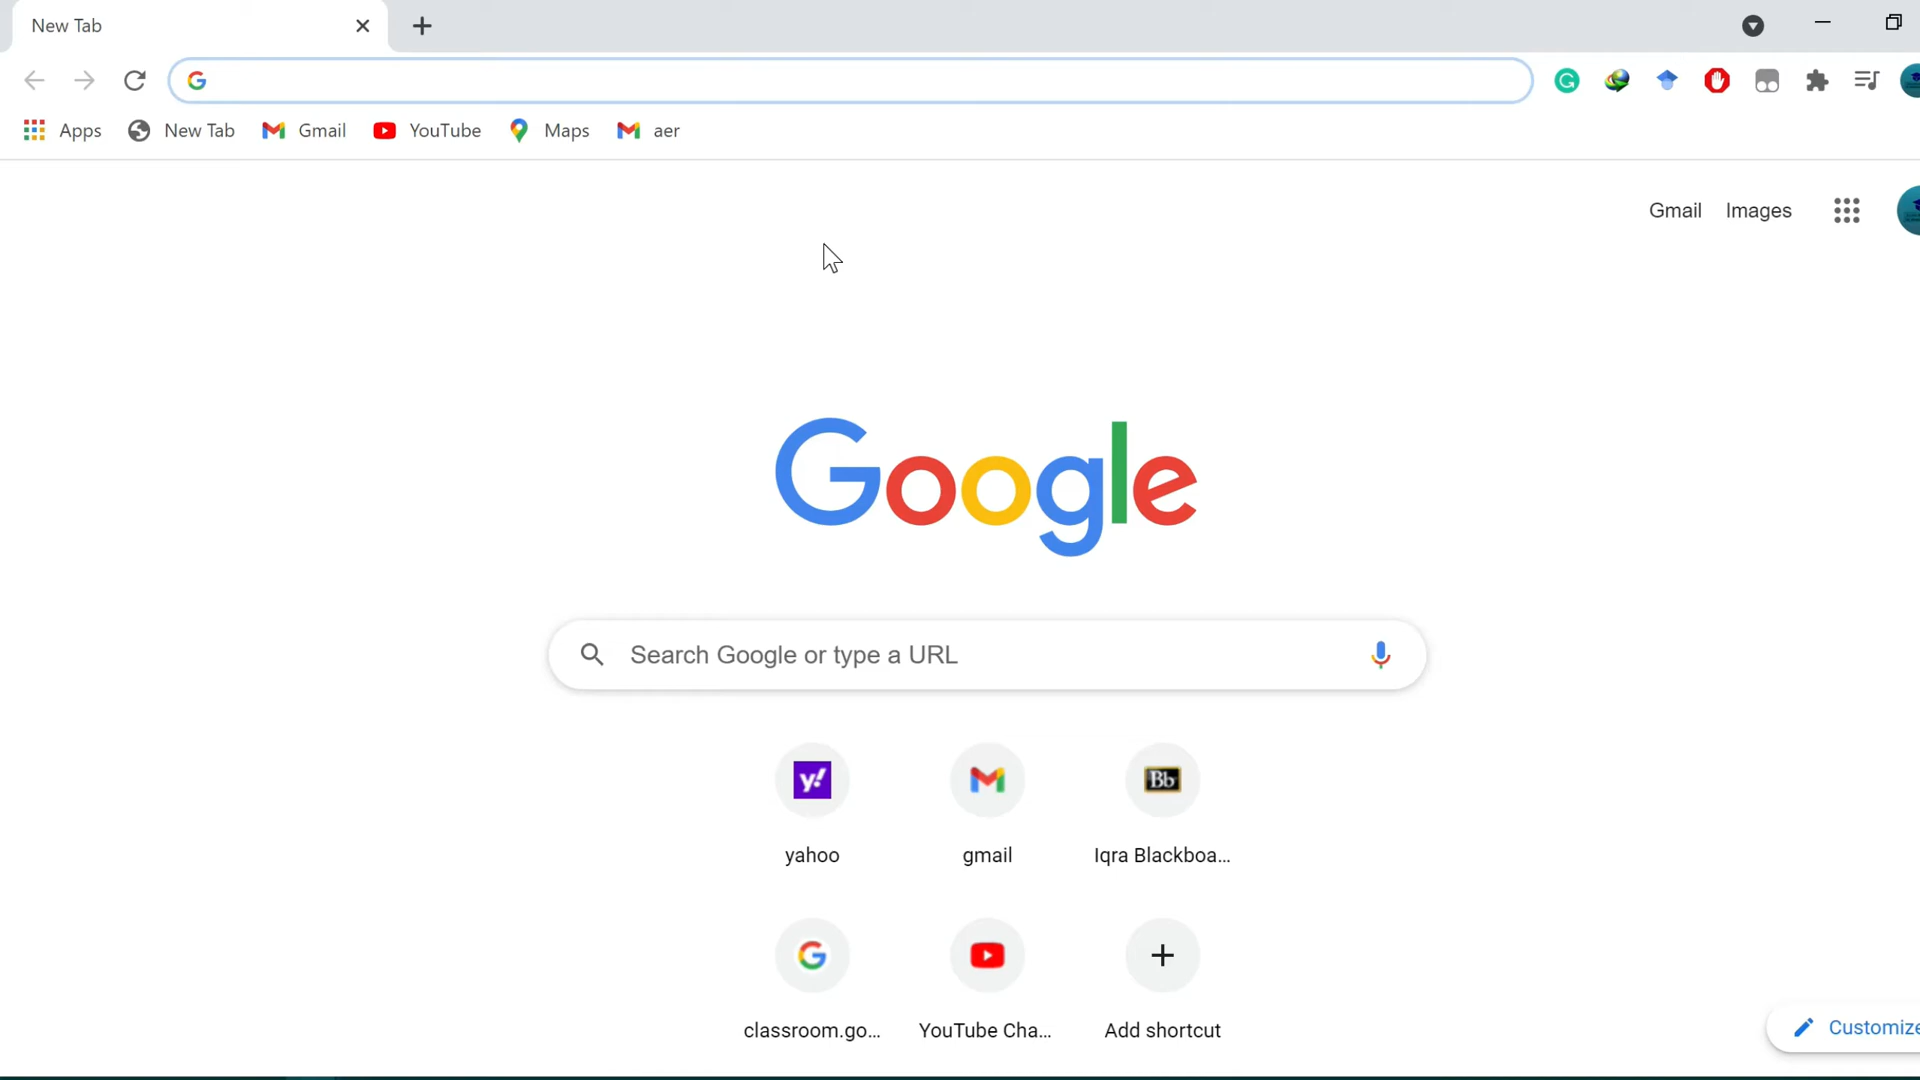 New Tab
Apps New Tab Gmail YouTube Maps aer
Gmail Images
Google
Search Google or type a URL
y! Bb
yahoo gmail Iqra Blackboa...
classroom.go... YouTube Cha... Add shortcut
Customize